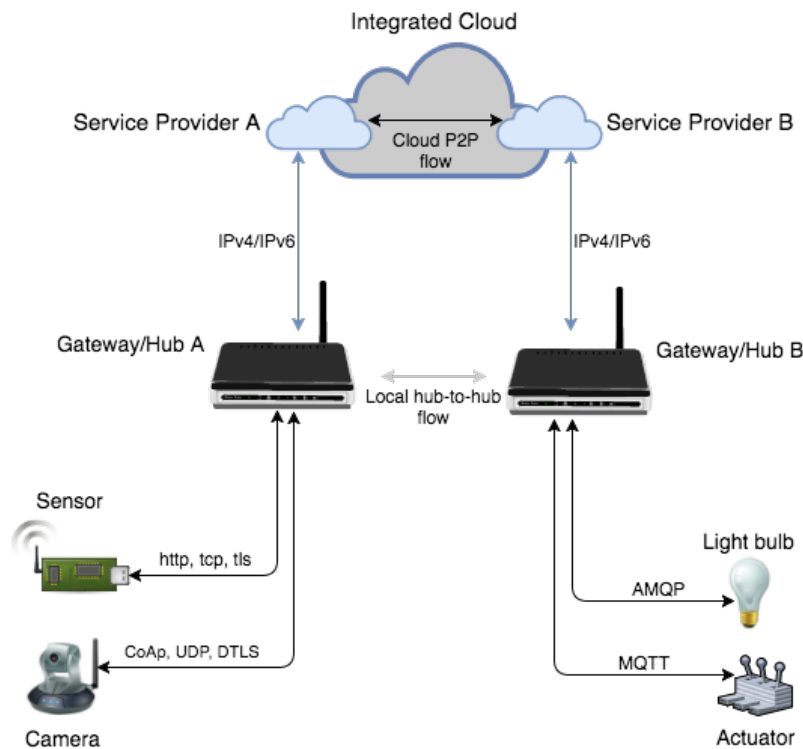 Integrated Cloud
Service Provider A
Service Provider B
Cloud P2P
flow
IPv4/IPv6
IPv4/IPv6
Gateway/Hub A
Gateway/Hub B
Local hub-to-hub
flow
Sensor
http, tcp, tls
Light bulb
AMQP
CoAp, UDP, DTLS
MQTT
Camera
Actuator